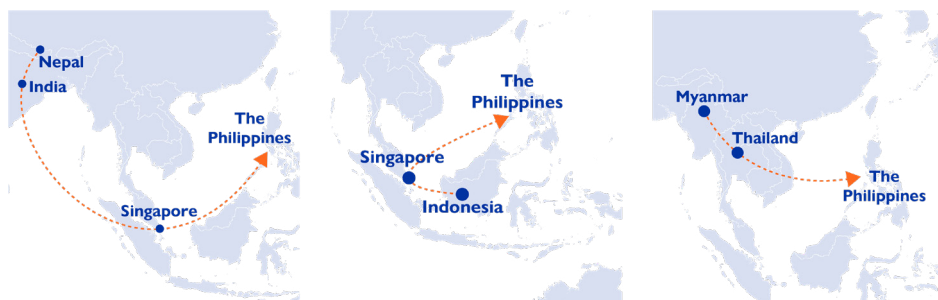 Nepal
India
The
Philippines
Singapore
The
Philippines
Singapore
Indonesia
Myanmar
Thailand
The
Philippines